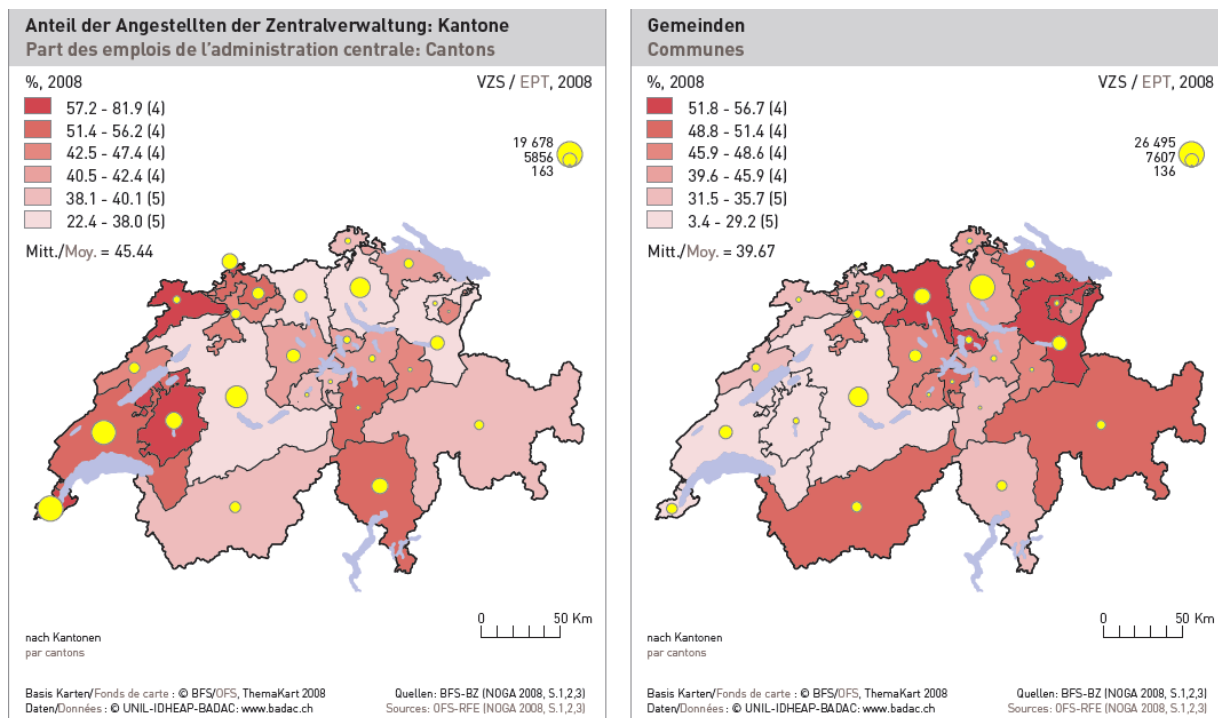 Anteil der Angestellten der Zentralverwaltung: Kantone
Part des emplois de l'administration centrale: Cantons
%, 2008
VZS / EPT, 2008
57.2 - 81.9 (4)
51.4 - 56.2 (4)
42.5 - 47.4 (4)
40.5 - 42.4 (4)
38.1 - 40.1 (5)
22.4 - 38.0 (5)
19 678
5856
163
Mitt./Moy. = 45.44
0 50 Km
nach Kantonen
par cantons
Basis Karten/Fonds de carte : © BFS/OFS, ThemaKart 2008
Daten/Données : © UNIL-IDHEAP-BADAC: www.badac.ch
Quellen: BFS-BZ (NOGA 2008, S.1,2,3)
Sources: OFS-RFE (NOGA 2008, S.1,2,3)
Gemeinden
Communes
%, 2008
VZS / EPT, 2008
51.8 - 56.7 (4)
48.8 - 51.4 (4)
45.9 - 48.6 (4)
39.6 - 45.9 (4)
31.5 - 35.7 (5)
3.4 - 29.2 (5)
26 495
7607
136
Mitt./Moy. = 39.67
0 50 Km
nach Kantonen
par cantons
Basis Karten/Fonds de carte : © BFS/OFS, ThemaKart 2008
Daten/Données : © UNIL-IDHEAP-BADAC: www.badac.ch
Quellen: BFS-BZ (NOGA 2008, S.1,2,3)
Sources: OFS-RFE (NOGA 2008, S.1,2,3)